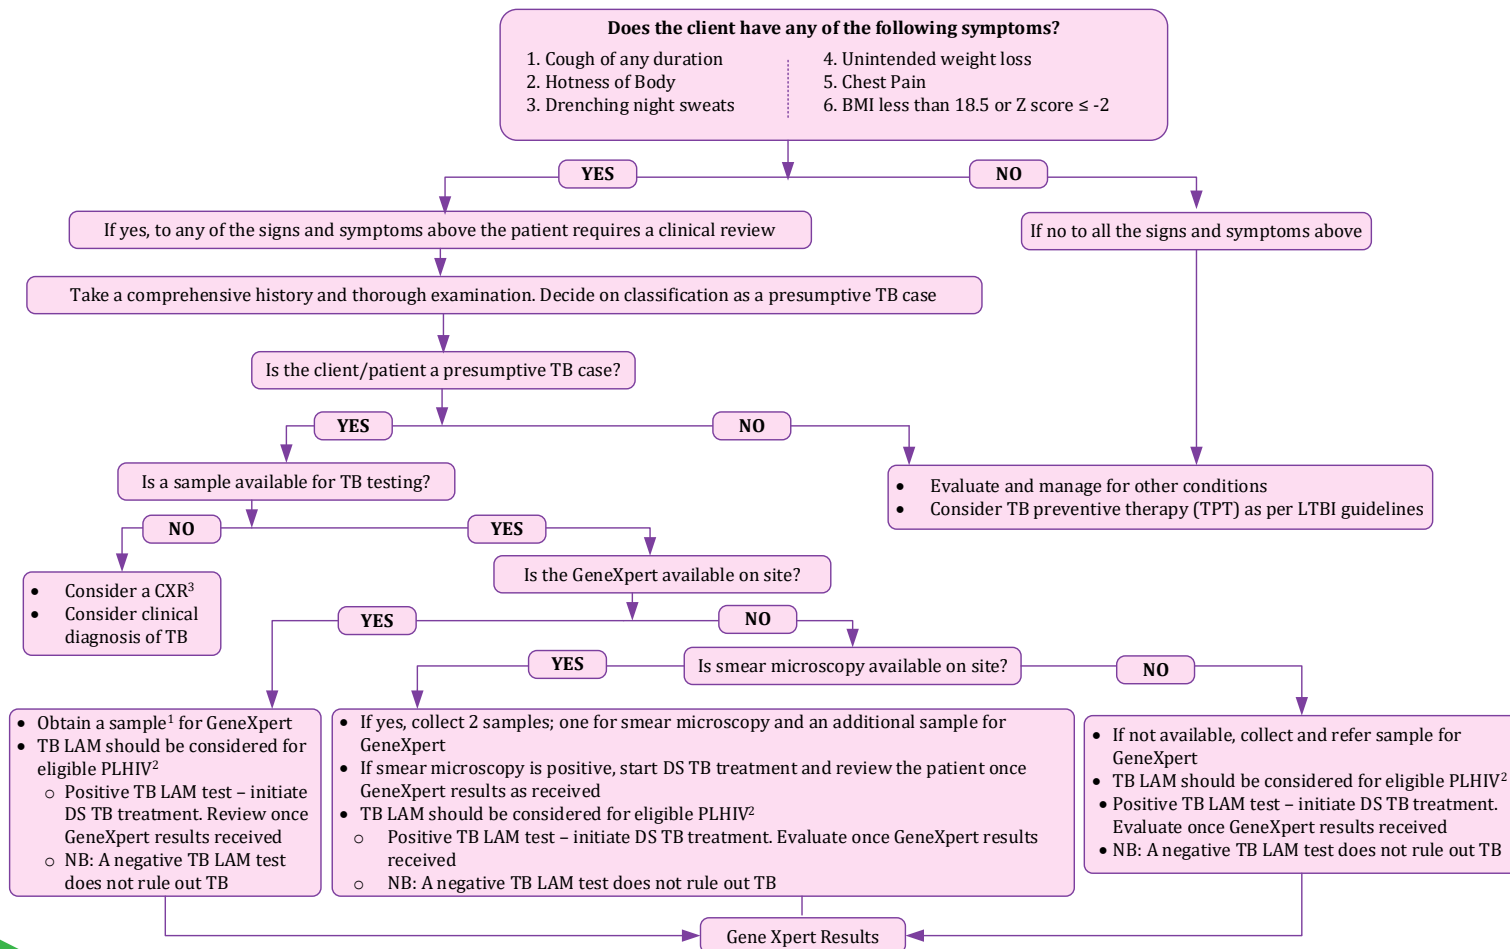 Does the client have any of the following symptoms?
1. Cough of any duration
2. Hotness of Body
3. Drenching night sweats
4. Unintended weight loss
5. Chest Pain
6. BMI less than 18.5 or Z score ≤ -2
YES
NO
If yes, to any of the signs and symptoms above the patient requires a clinical review
If no to all the signs and symptoms above
Take a comprehensive history and thorough examination. Decide on classification as a presumptive TB case
Is the client/patient a presumptive TB case?
YES
NO
Is a sample available for TB testing?
• Evaluate and manage for other conditions
• Consider TB preventive therapy (TPT) as per LTBI guidelines
NO
YES
• Consider a CXR³
• Consider clinical
diagnosis of TB
Is the GeneXpert available on site?
YES
NO
Is smear microscopy available on site?
YES
NO
• Obtain a sample¹ for GeneXpert
• TB LAM should be considered for
eligible PLHIV²
o Positive TB LAM test – initiate
DS TB treatment. Review once
GeneXpert results received
o NB: A negative TB LAM test
does not rule out TB
• If yes, collect 2 samples; one for smear microscopy and an additional sample for
GeneXpert
• If smear microscopy is positive, start DS TB treatment and review the patient once
GeneXpert results as received
• TB LAM should be considered for eligible PLHIV²
o Positive TB LAM test – initiate DS TB treatment. Evaluate once GeneXpert results
received
o NB: A negative TB LAM test does not rule out TB
• If not available, collect and refer sample for
GeneXpert
• TB LAM should be considered for eligible PLHIV²
• Positive TB LAM test – initiate DS TB treatment.
Evaluate once GeneXpert results received
• NB: A negative TB LAM test does not rule out TB
Gene Xpert Results